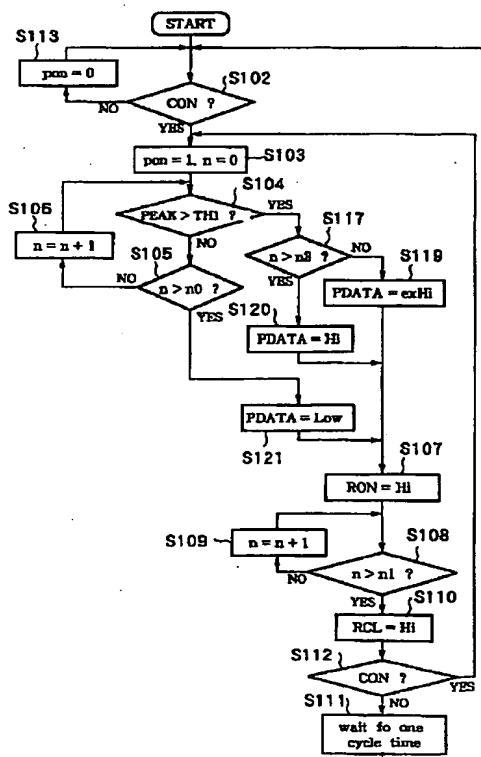 START
S113
pon = 0
S102
CON ?
NO
YES
pon = 1, n = 0
S103
S104
PEAK > TH1 ?
YES
NO
S106
n = n + 1
S105
n > n0 ?
NO
YES
S117
n > n2 ?
NO
YES
S119
PDATA = exHi
S120
PDATA = Hi
PDATA = Low
S121
S107
RON = Hi
S109
n = n + 1
S108
n > n1 ?
NO
YES
S110
RCL = Hi
S112
CON ?
YES
NO
S111
wait fo one
cycle time